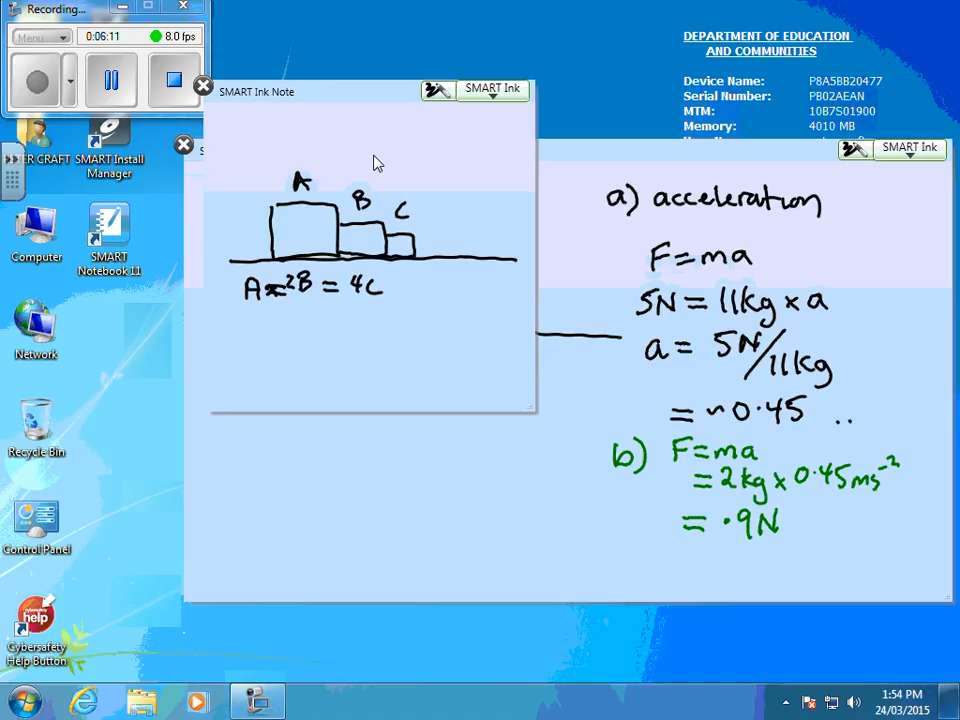 Recording...
Menu
0:06:11
8.0 fps
DEPARTMENT OF EDUCATION
AND COMMUNITIES
Device Name: P8A5BB20477
Serial Number: PB02AEAN
MTM: 10B7S01900
Memory: 4010 MB
SMART Ink Note
SMART Ink
SMART Ink
ER CRAFT
SMART Install
Manager
Computer
SMART
Notebook 11
Network
Recycle Bin
Control Panel
cybersafety
help
Cybersafety
Help Button
A
B
C
A = 2B = 4C
a) acceleration
F = ma
5N = 11kg x a
a = 5N/11kg
= ~0.45 ..
b) F = ma
= 2kg x 0.45ms⁻²
= .9N
1:54 PM
24/03/2015